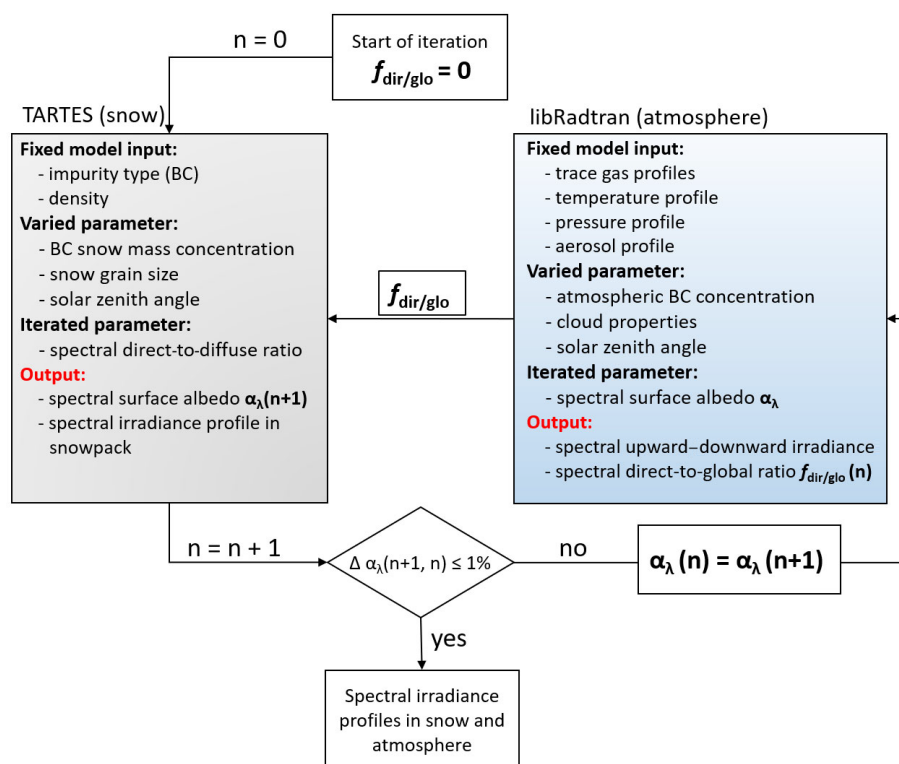 n = 0
Start of iteration
f dir/glo = 0
TARTES (snow)
Fixed model input:
- impurity type (BC)
- density
Varied parameter:
- BC snow mass concentration
- snow grain size
- solar zenith angle
Iterated parameter:
- spectral direct-to-diffuse ratio
Output:
- spectral surface albedo αλ(n+1)
- spectral irradiance profile in
snowpack
f dir/glo
libRadtran (atmosphere)
Fixed model input:
- trace gas profiles
- temperature profile
- pressure profile
- aerosol profile
Varied parameter:
- atmospheric BC concentration
- cloud properties
- solar zenith angle
Iterated parameter:
- spectral surface albedo αλ
Output:
- spectral upward–downward irradiance
- spectral direct-to-global ratio f dir/glo (n)
n = n + 1
Δ αλ(n+1, n) ≤ 1%
no
αλ (n) = αλ (n+1)
yes
Spectral irradiance
profiles in snow and
atmosphere